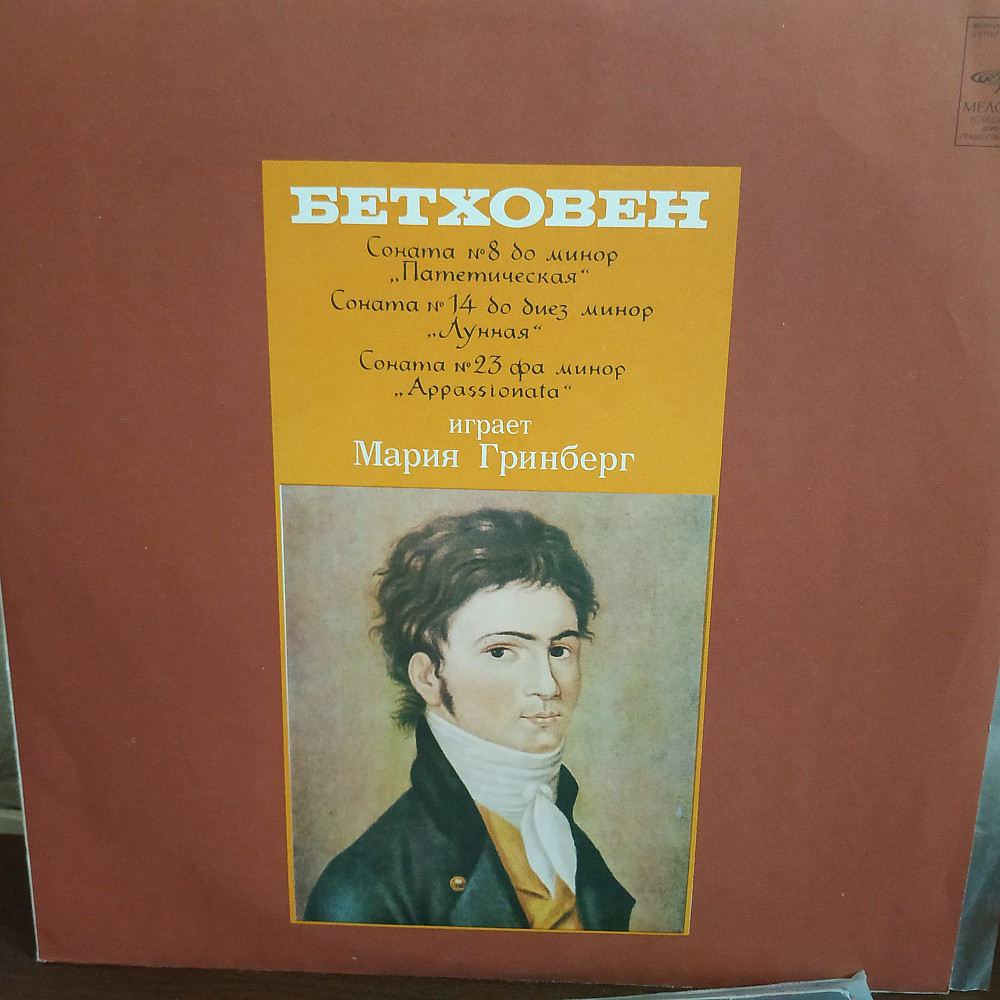 БЕТХОВЕН
Соната №8 до минор
„Патетическая“
Соната №14 до диез минор
„Лунная“
Соната №23 фа минор
„Appassionata“
играет
Мария Гринберг